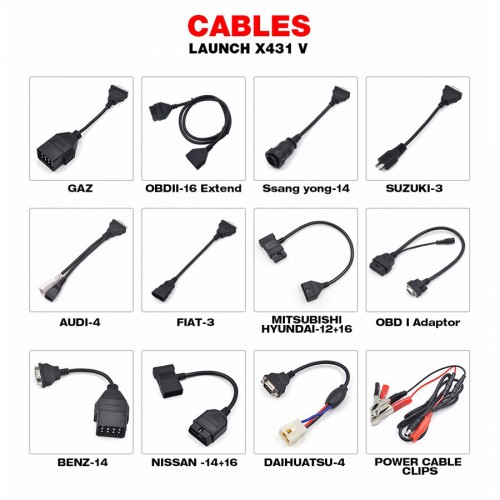 CABLES
LAUNCH X431 V
GAZ
OBDII-16 Extend
Ssang yong-14
SUZUKI-3
AUDI-4
FIAT-3
MITSUBISHI
HYUNDAI-12+16
OBD I Adaptor
BENZ-14
NISSAN -14+16
DAIHUATSU-4
POWER CABLE
CLIPS